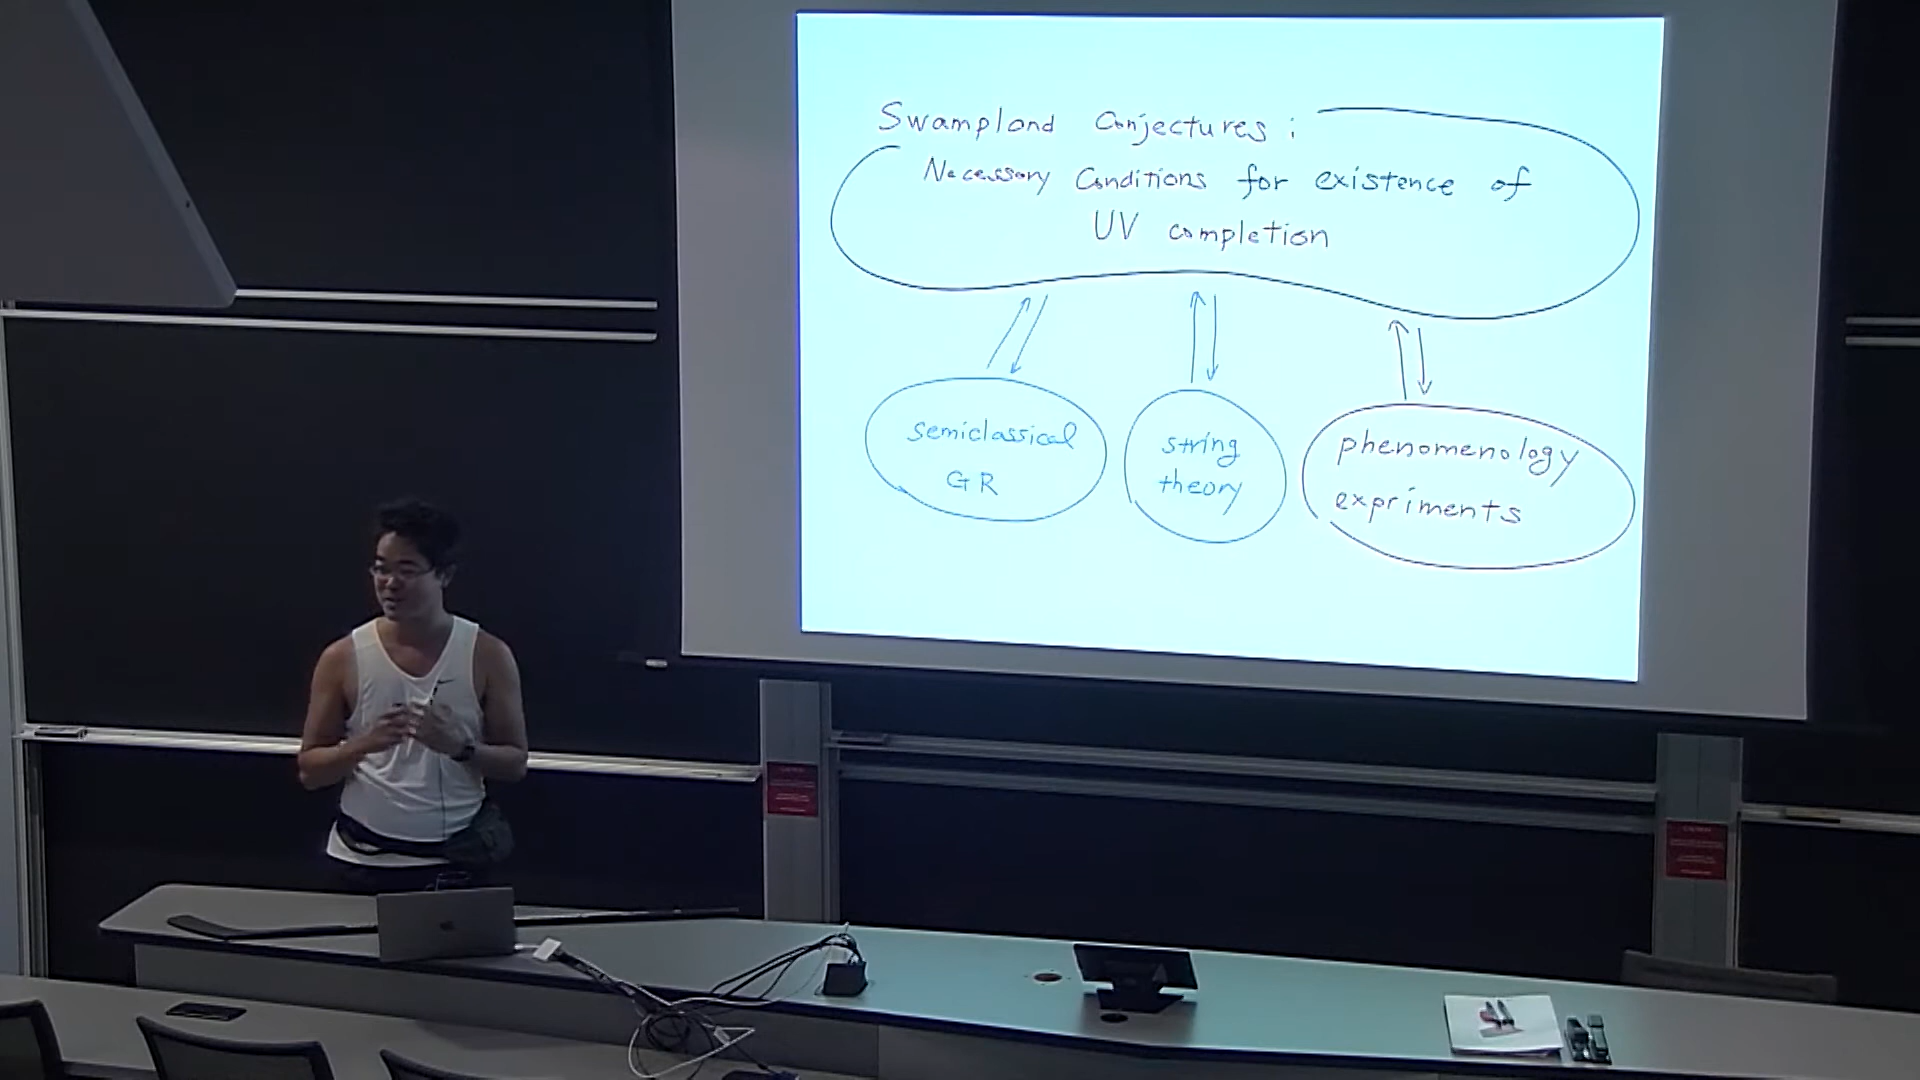 Swampland Conjectures :
Necessary Conditions for existence of
UV completion
semiclassical
GR
string
theory
phenomenology
expriments